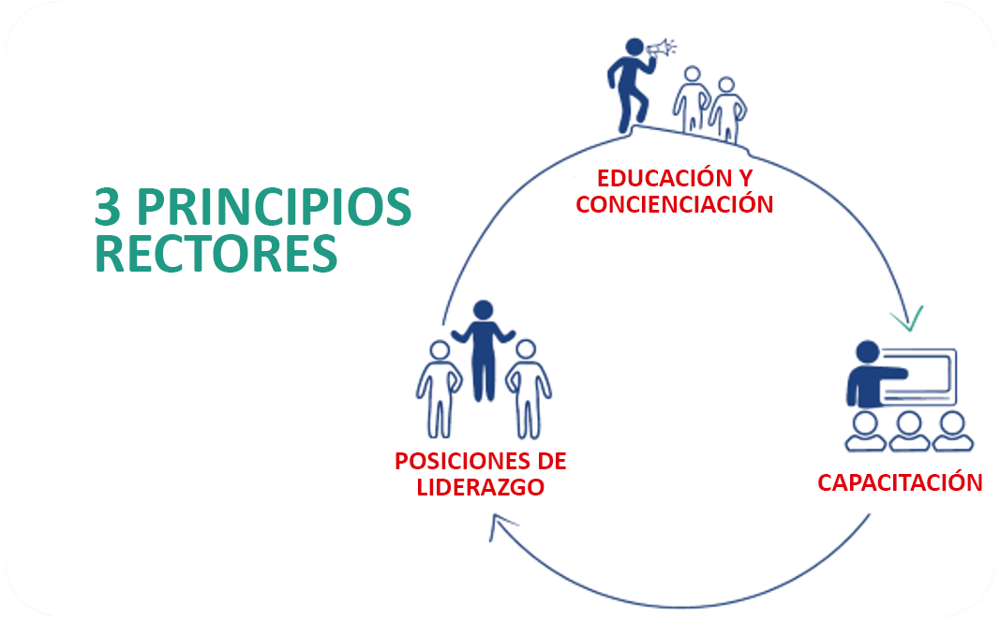 3 PRINCIPIOS
RECTORES
EDUCACIÓN Y
CONCIENCIACIÓN
CAPACITACIÓN
POSICIONES DE
LIDERAZGO